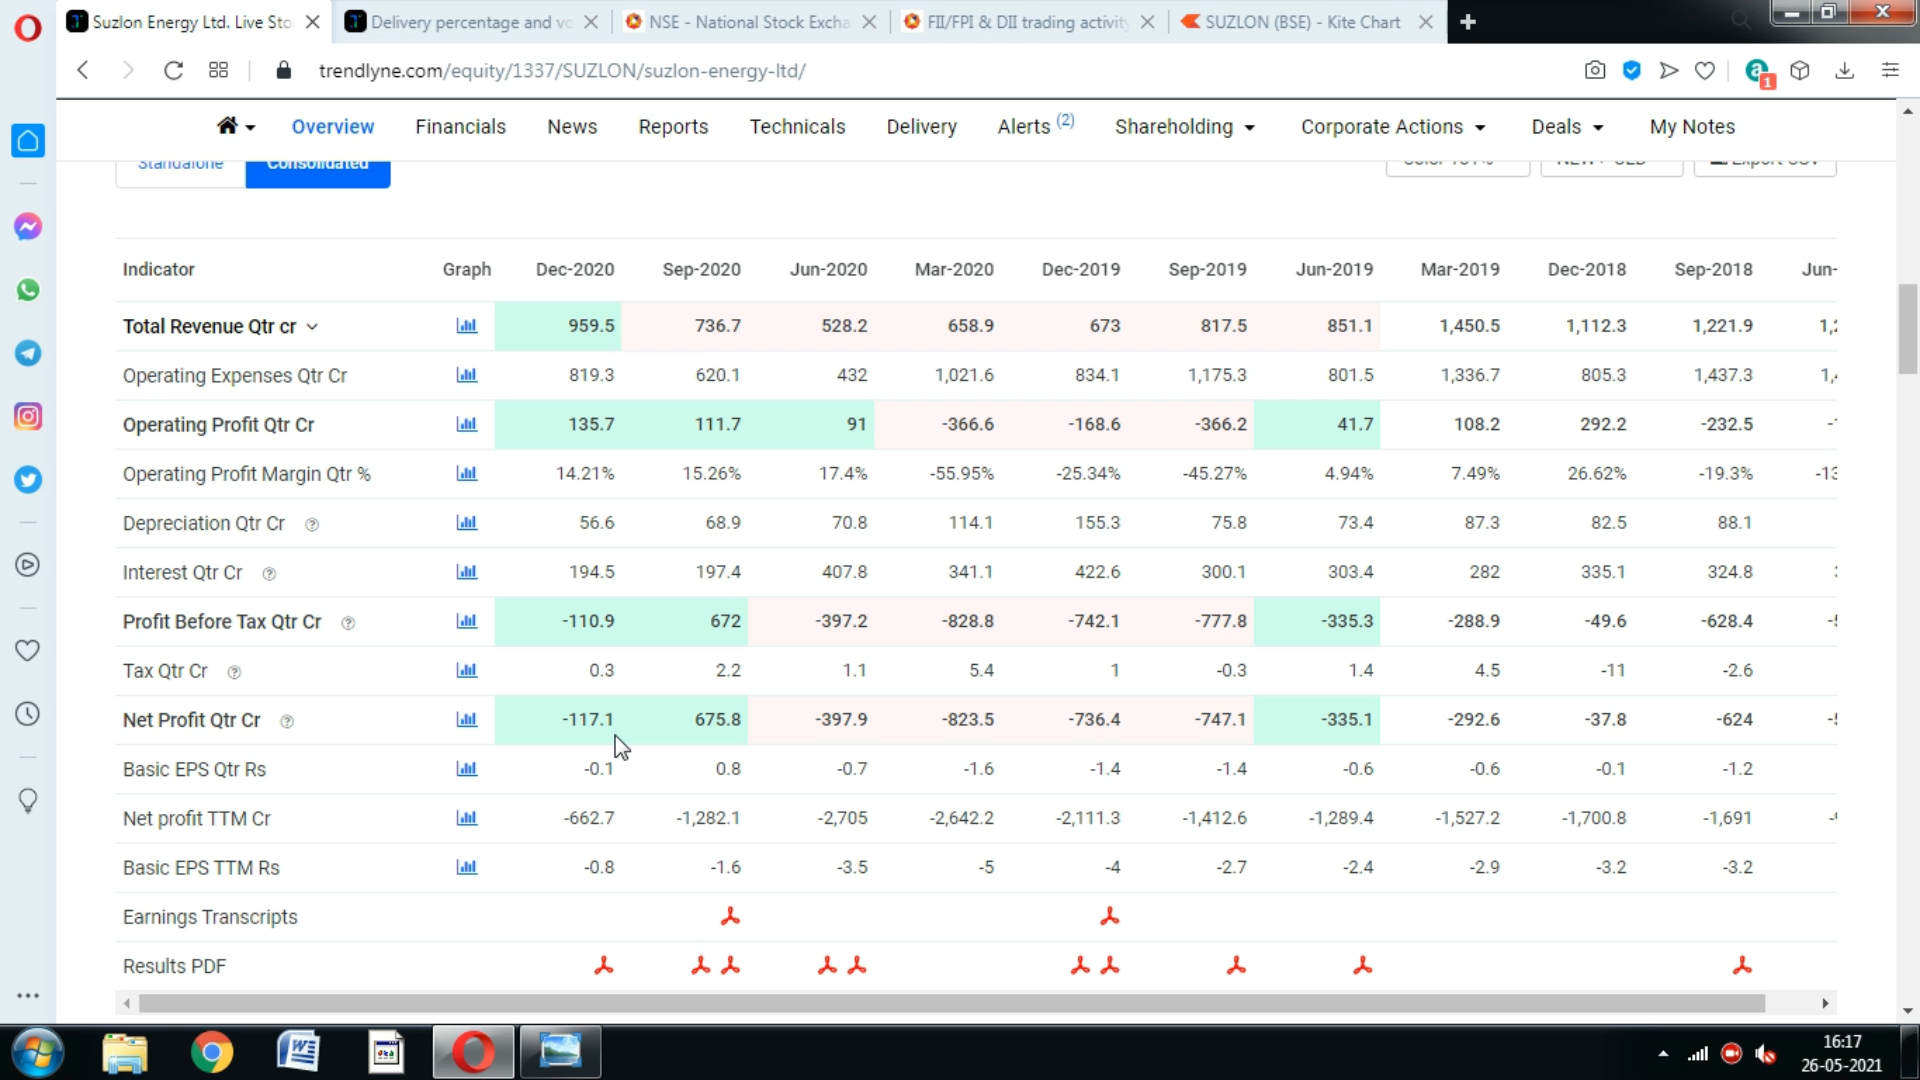 Suzlon Energy Ltd. Live Sto
Delivery percentage and vo
NSE - National Stock Excha
FII/FPI & DII trading activity
SUZLON (BSE) - Kite Chart
trendlyne.com/equity/1337/SUZLON/suzlon-energy-ltd/
1
Overview Financials News Reports Technicals Delivery Alerts (2) Shareholding Corporate Actions Deals My Notes
Standalone Consolidated
Indicator Graph Dec-2020 Sep-2020 Jun-2020 Mar-2020 Dec-2019 Sep-2019 Jun-2019 Mar-2019 Dec-2018 Sep-2018 Jun-
Total Revenue Qtr cr 959.5 736.7 528.2 658.9 673 817.5 851.1 1,450.5 1,112.3 1,221.9
Operating Expenses Qtr Cr 819.3 620.1 432 1,021.6 834.1 1,175.3 801.5 1,336.7 805.3 1,437.3
Operating Profit Qtr Cr 135.7 111.7 91 -366.6 -168.6 -366.2 41.7 108.2 292.2 -232.5
Operating Profit Margin Qtr % 14.21% 15.26% 17.4% -55.95% -25.34% -45.27% 4.94% 7.49% 26.62% -19.3%
Depreciation Qtr Cr 56.6 68.9 70.8 114.1 155.3 75.8 73.4 87.3 82.5 88.1
Interest Qtr Cr 194.5 197.4 407.8 341.1 422.6 300.1 303.4 282 335.1 324.8
Profit Before Tax Qtr Cr -110.9 672 -397.2 -828.8 -742.1 -777.8 -335.3 -288.9 -49.6 -628.4
Tax Qtr Cr 0.3 2.2 1.1 5.4 1 -0.3 1.4 4.5 -11 -2.6
Net Profit Qtr Cr -117.1 675.8 -397.9 -823.5 -736.4 -747.1 -335.1 -292.6 -37.8 -624
Basic EPS Qtr Rs -0.1 0.8 -0.7 -1.6 -1.4 -1.4 -0.6 -0.6 -0.1 -1.2
Net profit TTM Cr -662.7 -1,282.1 -2,705 -2,642.2 -2,111.3 -1,412.6 -1,289.4 -1,527.2 -1,700.8 -1,691
Basic EPS TTM Rs -0.8 -1.6 -3.5 -5 -4 -2.7 -2.4 -2.9 -3.2 -3.2
Earnings Transcripts
Results PDF
16:17
26-05-2021